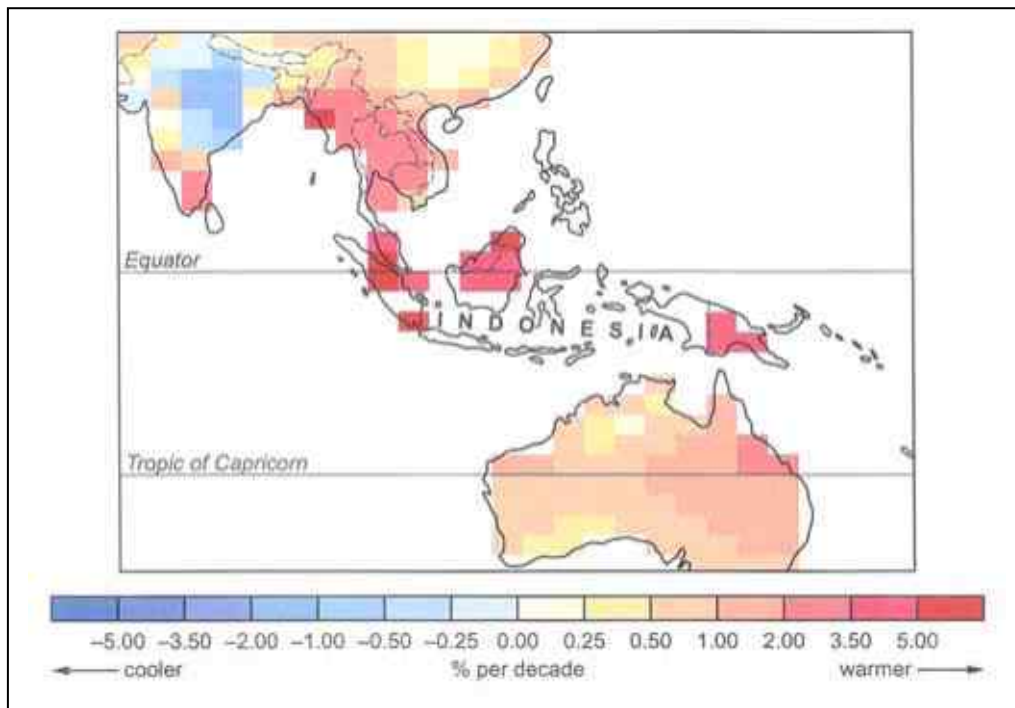 Equator
INDONESIA
Tropic of Capricorn
−5.00 −3.50 −2.00 −1.00 −0.50 −0.25 0.00 0.25 0.50 1.00 2.00 3.50 5.00
cooler % per decade warmer